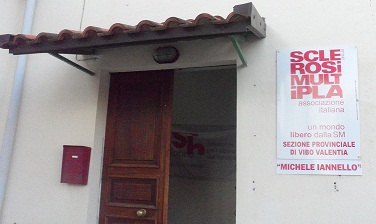 SCLE
ROSI
MULT
IPLA
associazione
italiana
un mondo
libero dalla SM
SEZIONE PROVINCIALE
DI VIBO VALENTIA
"MICHELE IANNELLO"